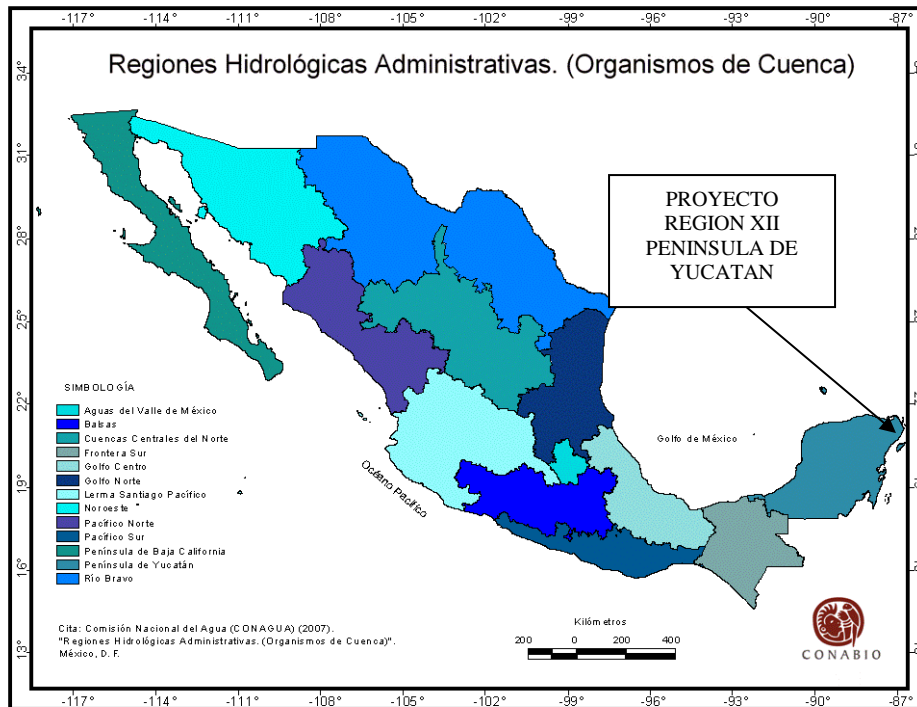 -117° -114° -111° -108° -105° -102° -99° -96° -93° -90° -87°
Regiones Hidrológicas Administrativas. (Organismos de Cuenca)
34°
31°
28°
25°
22°
19°
16°
13°
PROYECTO
REGION XII
PENINSULA DE
YUCATAN
SIMBOLOGÍA
Aguas del Valle de México
Balsas
Cuencas Centrales del Norte
Frontera Sur
Golfo Centro
Golfo Norte
Lerma Santiago Pacífico
Noroeste
Pacífico Norte
Pacífico Sur
Península de Baja California
Península de Yucatán
Río Bravo
Golfo de México
Océano Pacífico
Cita: Comisión Nacional del Agua (CONAGUA) (2007).
"Regiones Hidrológicas Administrativas. (Organismos de Cuenca)".
México, D. F.
Kilómetros
200 0 200 400
CONABIO
-117° -114° -111° -108° -105° -102° -99° -96° -93° -90° -87°